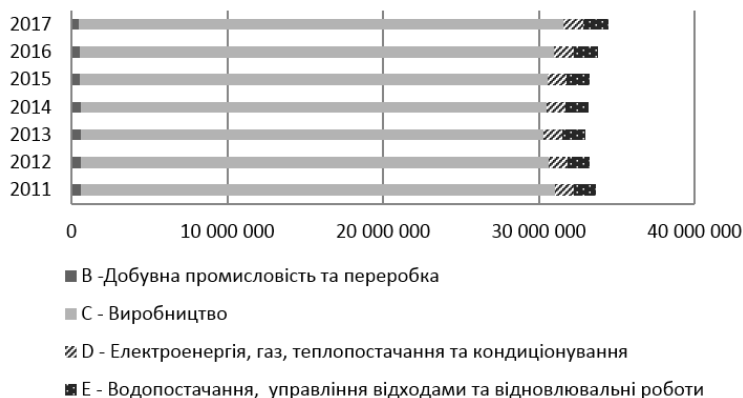 2017
2016
2015
2014
2013
2012
2011
0 10 000 000 20 000 000 30 000 000 40 000 000
B -Добувна промисловість та переробка
C - Виробництво
D - Електроенергія, газ, теплопостачання та кондиціонування
E - Водопостачання, управління відходами та відновлювальні роботи